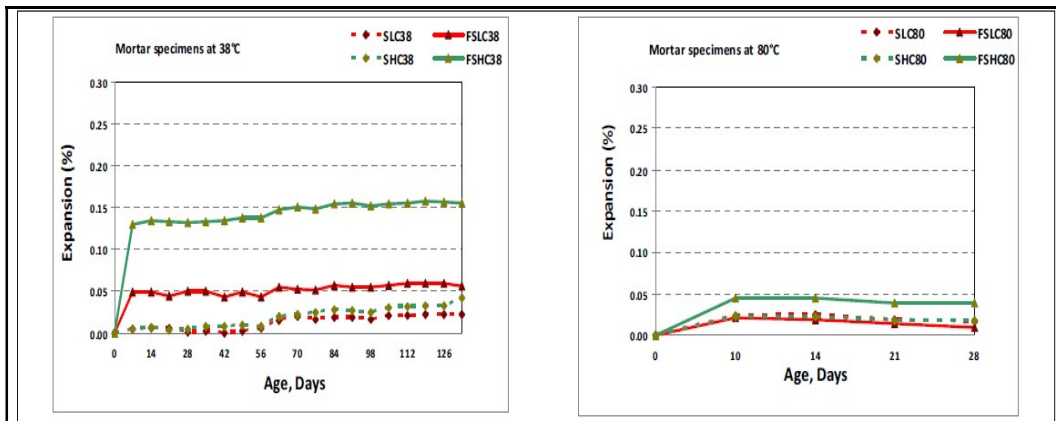 Mortar specimens at 38°C
SLC38 FSLC38
SHC38 FSHC38
0.30
0.25
0.20
0.15
0.10
0.05
0.00
Expansion (%)
0 14 28 42 56 70 84 98 112 126
Age, Days
Mortar specimens at 80°C
SLC80 FSLC80
SHC80 FSHC80
0.30
0.25
0.20
0.15
0.10
0.05
0.00
Expansion (%)
0 10 14 21 28
Age, Days